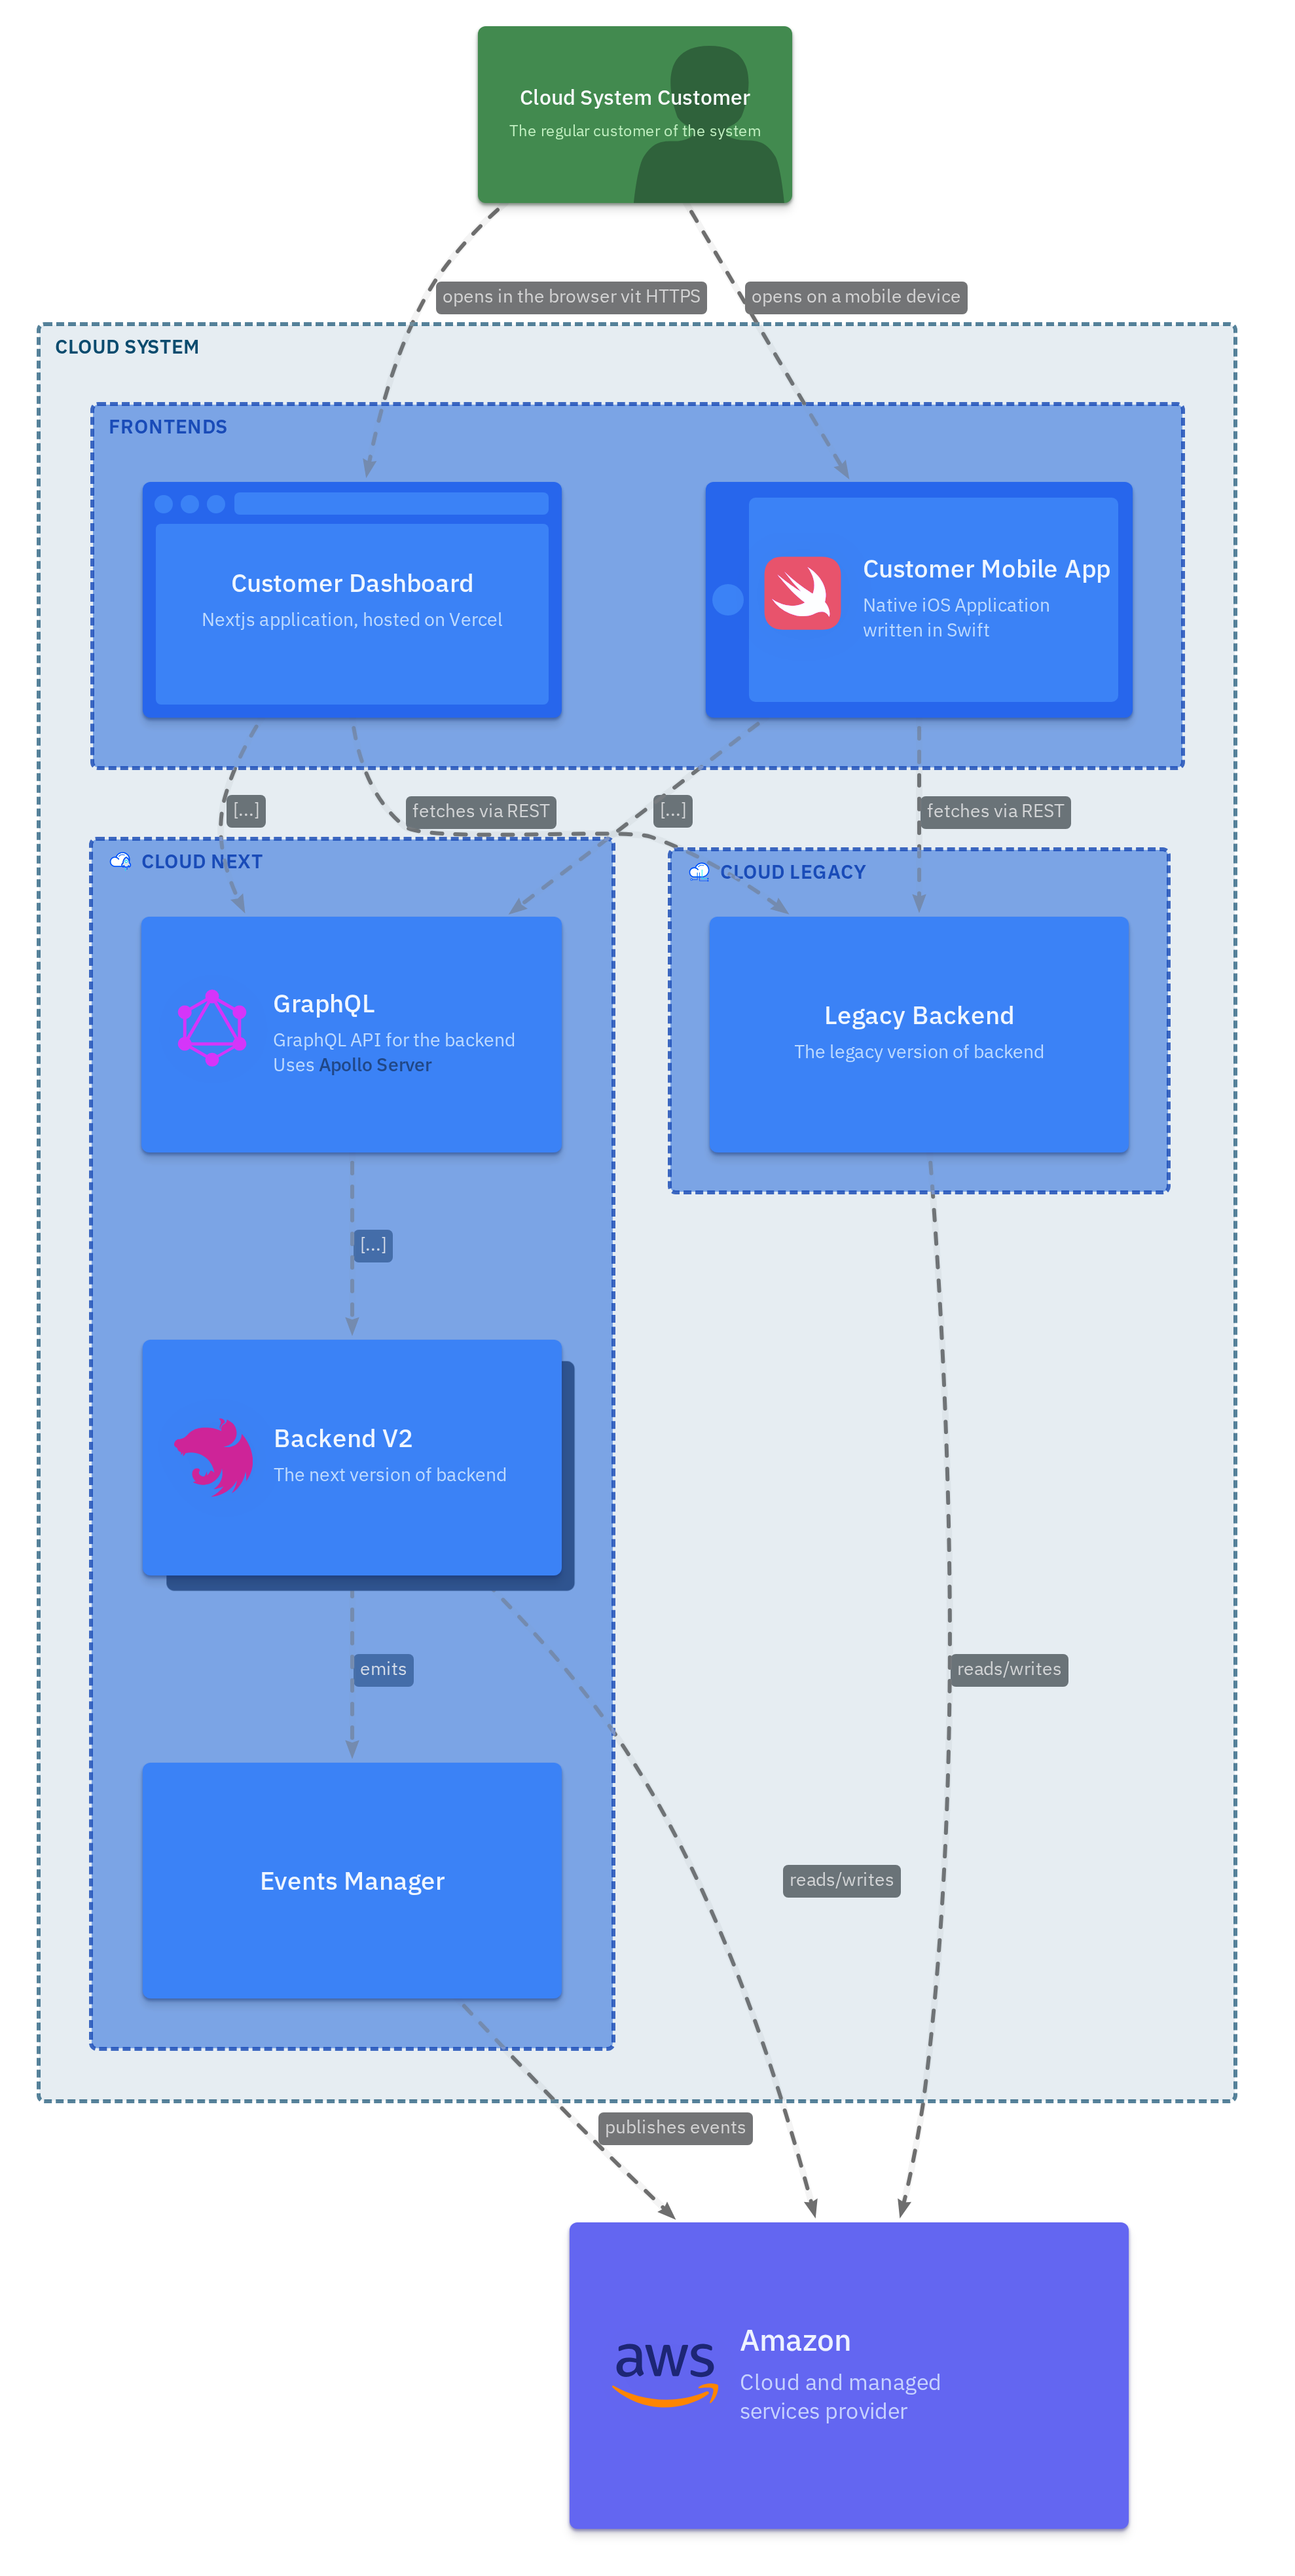 Cloud System Customer
The regular customer of the system
opens in the browser vit HTTPS
opens on a mobile device
CLOUD SYSTEM
FRONTENDS
Customer Dashboard
Nextjs application, hosted on Vercel
Customer Mobile App
Native iOS Application
written in Swift
[...]
fetches via REST
[...]
fetches via REST
CLOUD NEXT
CLOUD LEGACY
GraphQL
GraphQL API for the backend
Uses Apollo Server
Legacy Backend
The legacy version of backend
[...]
Backend V2
The next version of backend
emits
reads/writes
Events Manager
reads/writes
publishes events
aws
Amazon
Cloud and managed
services provider